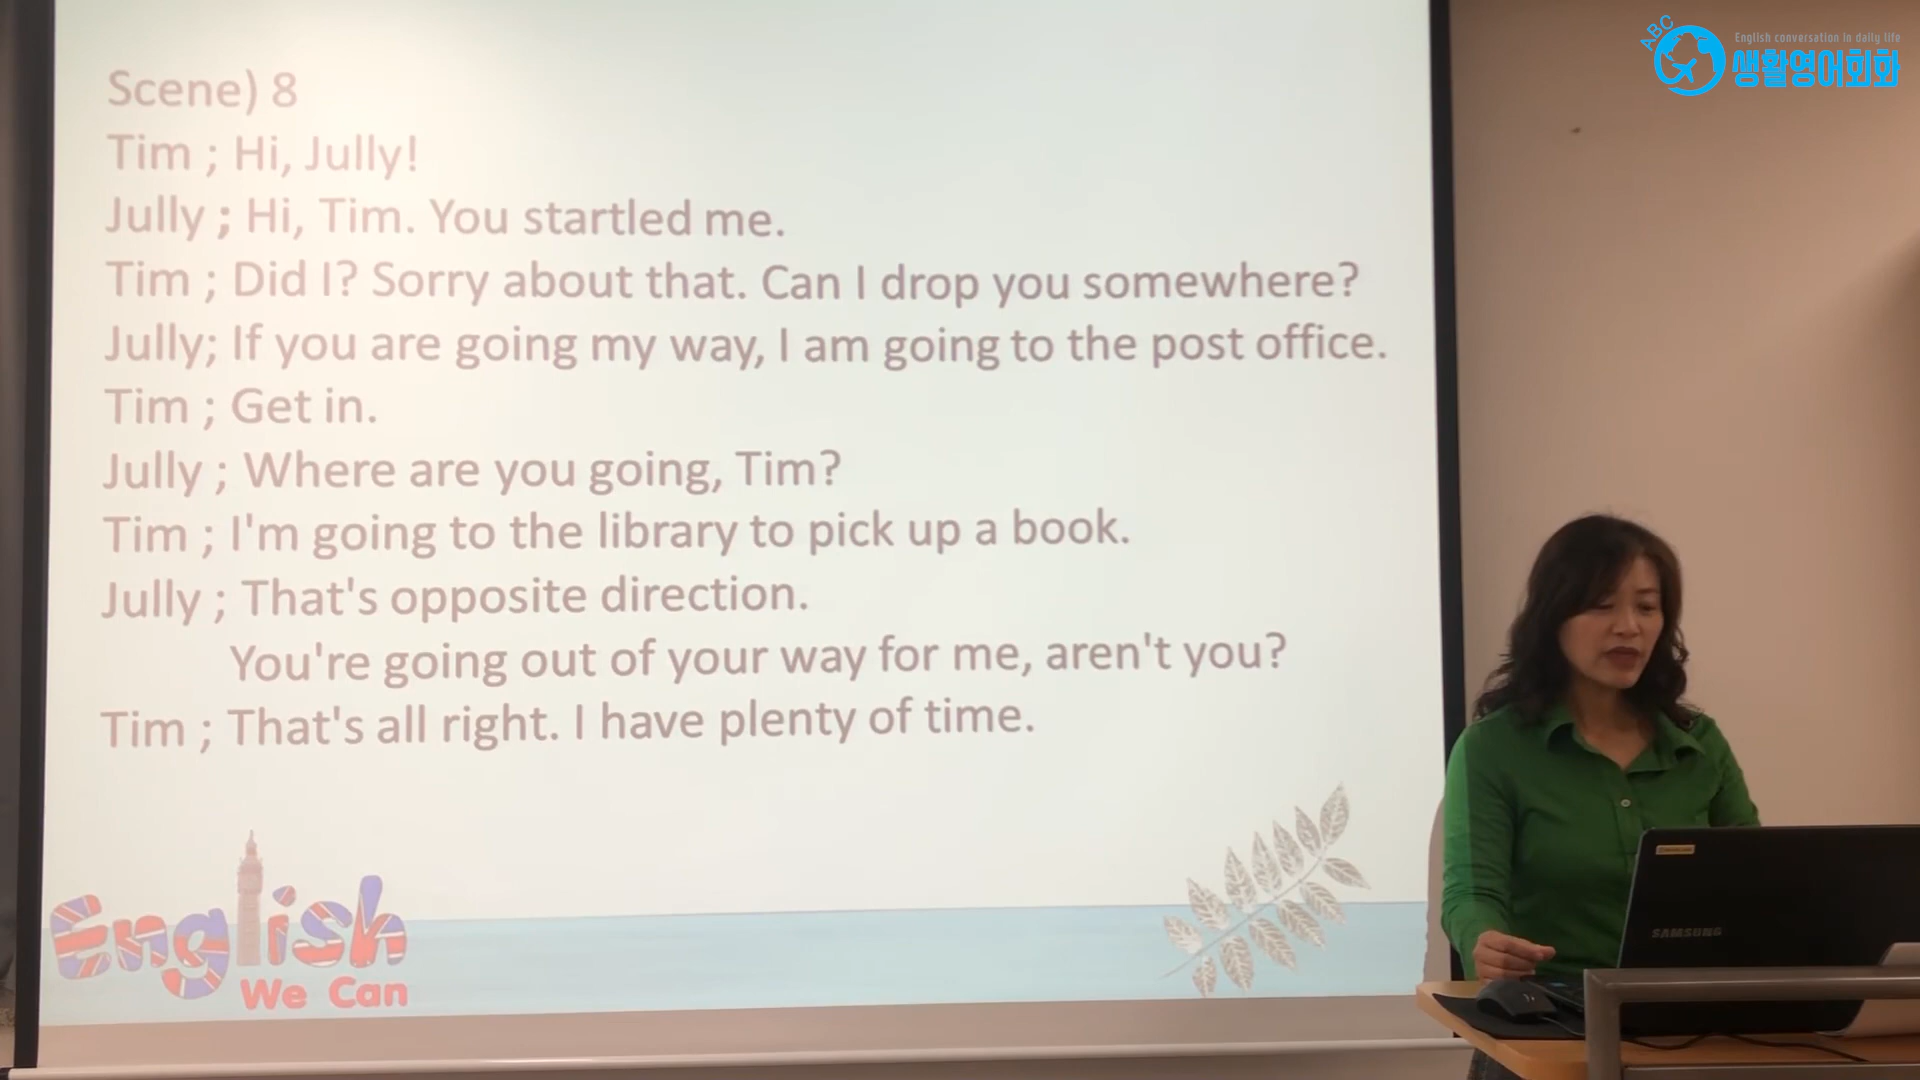 Scene) 8
Tim ; Hi, Jully!
Jully ; Hi, Tim. You startled me.
Tim ; Did I? Sorry about that. Can I drop you somewhere?
Jully; If you are going my way, I am going to the post office.
Tim ; Get in.
Jully ; Where are you going, Tim?
Tim ; I'm going to the library to pick up a book.
Jully ; That's opposite direction.
You're going out of your way for me, aren't you?
Tim ; That's all right. I have plenty of time.
English
We Can
ABC
English conversation in daily life
생활영어회화
SAMSUNG